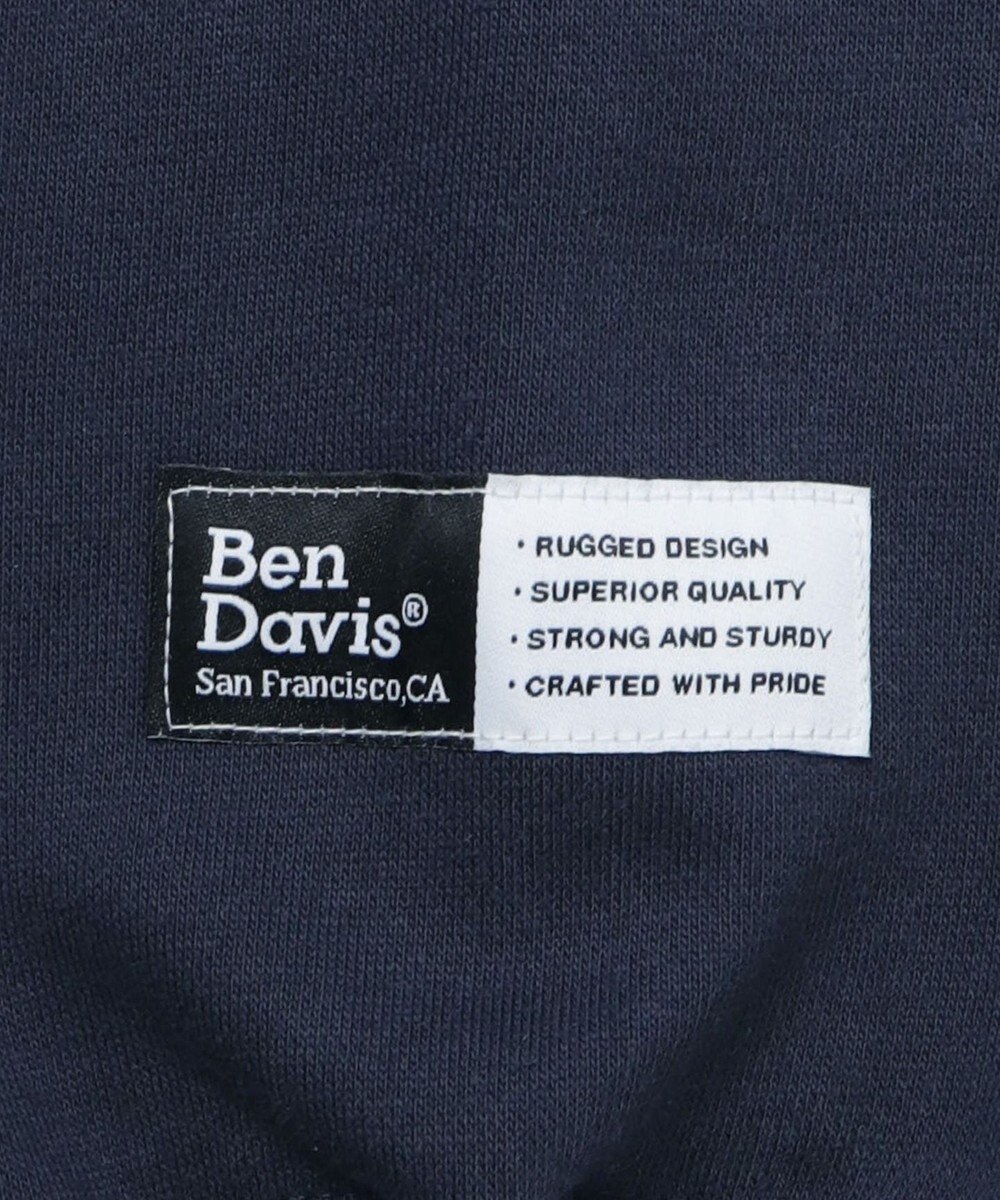 Ben
Davis®
San Francisco,CA
・RUGGED DESIGN
・SUPERIOR QUALITY
・STRONG AND STURDY
・CRAFTED WITH PRIDE